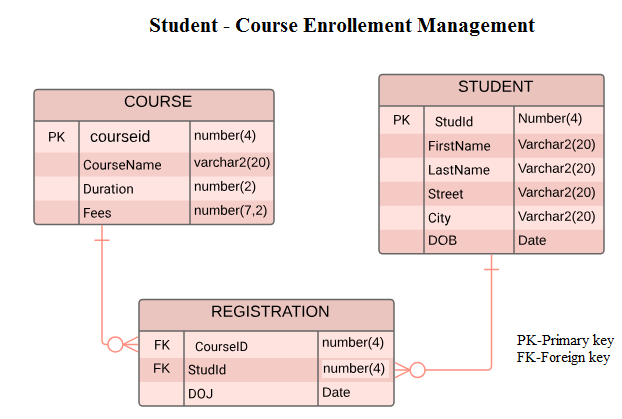 Student - Course Enrollement Management
COURSE
PK courseid number(4)
CourseName varchar2(20)
Duration number(2)
Fees number(7,2)
STUDENT
PK StudId Number(4)
FirstName Varchar2(20)
LastName Varchar2(20)
Street Varchar2(20)
City Varchar2(20)
DOB Date
REGISTRATION
FK CourseID number(4)
FK StudId number(4)
DOJ Date
PK-Primary key
FK-Foreign key